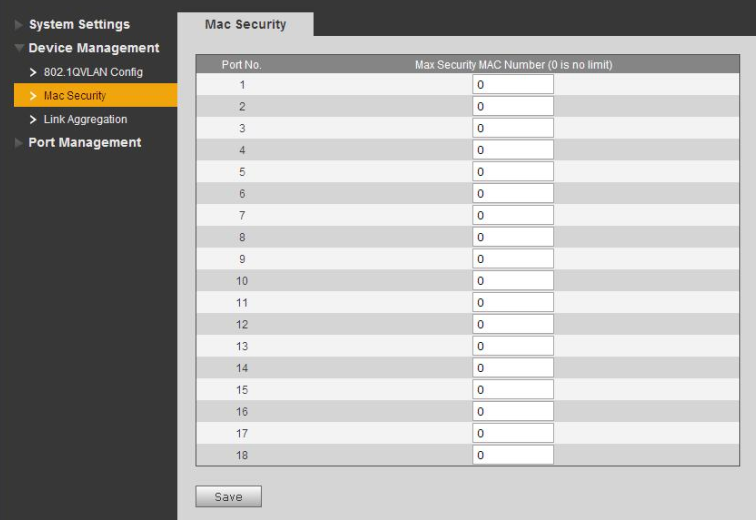 System Settings
Device Management
802.1QVLAN Config
Mac Security
Link Aggregation
Port Management
Mac Security
Port No. Max Security MAC Number (0 is no limit)
1 0
2 0
3 0
4 0
5 0
6 0
7 0
8 0
9 0
10 0
11 0
12 0
13 0
14 0
15 0
16 0
17 0
18 0
Save